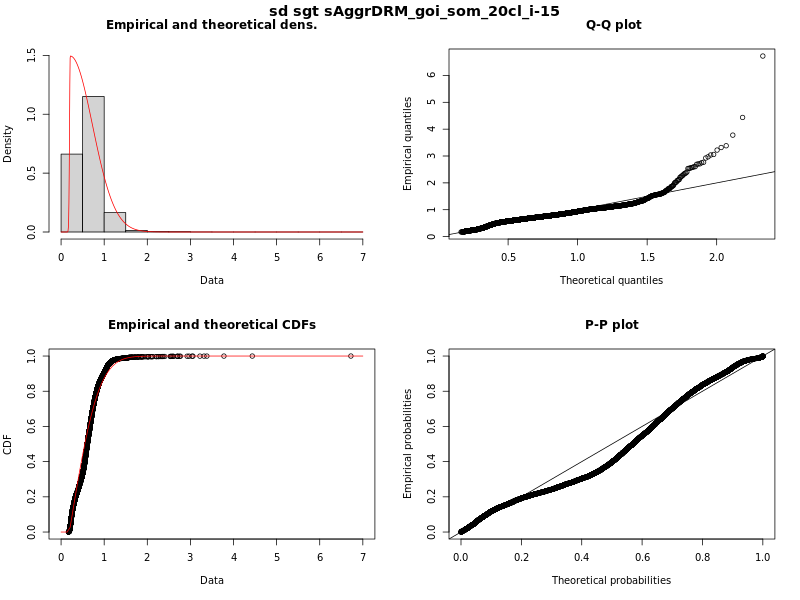 sd sgt sAggrDRM_goi_som_20cl_i-15
Empirical and theoretical dens.
Density
0.0 0.5 1.0 1.5
0 1 2 3 4 5 6 7
Data
Q-Q plot
Empirical quantiles
0 1 2 3 4 5 6
0.5 1.0 1.5 2.0
Theoretical quantiles
Empirical and theoretical CDFs
CDF
0.0 0.2 0.4 0.6 0.8 1.0
0 1 2 3 4 5 6 7
Data
P-P plot
Empirical probabilities
0.0 0.2 0.4 0.6 0.8 1.0
0.0 0.2 0.4 0.6 0.8 1.0
Theoretical probabilities